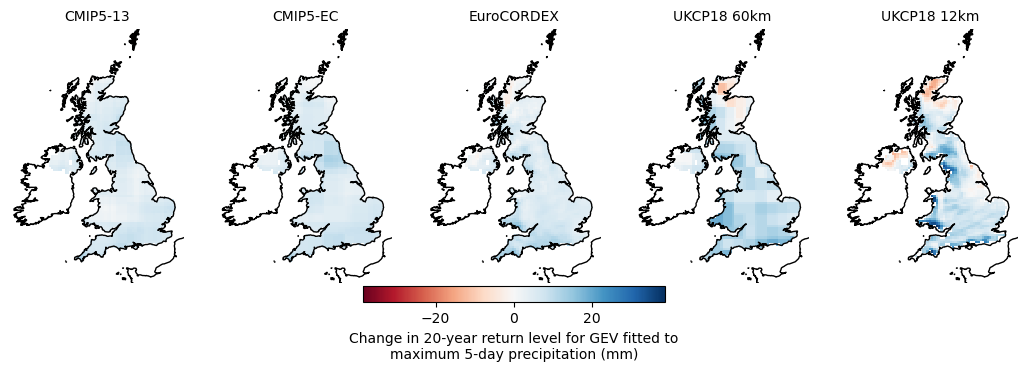 CMIP5-13 CMIP5-EC EuroCORDEX UKCP18 60km UKCP18 12km
−20 0 20
Change in 20-year return level for GEV fitted to
maximum 5-day precipitation (mm)